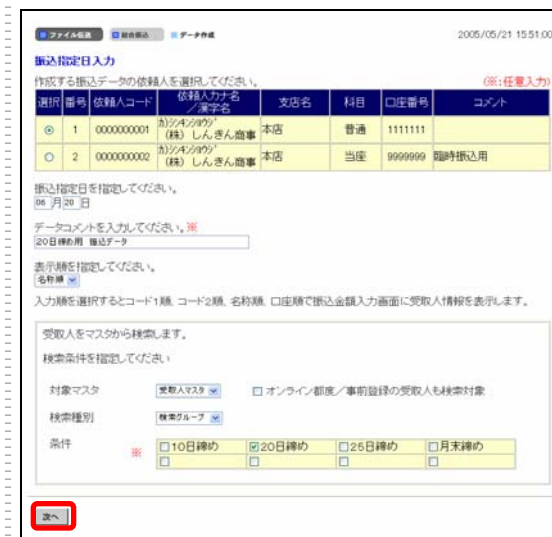 ファイル伝送 総合振込 データ作成 2005/05/21 15:51:00
振込指定日入力
作成する振込データの依頼人を選択してください。 (※:任意入力)
選択 番号 依頼人コード 依頼人カナ名／漢字名 支店名 科目 口座番号 コメント
1 0000000001 ｶ)ｼﾝｷﾝｼﾖｳｼﾞ (株) しんきん商事 本店 普通 1111111
2 0000000002 ｶ)ｼﾝｷﾝｼﾖｳｼﾞ (株) しんきん商事 本店 当座 9999999 臨時振込用
振込指定日を指定してください。
06 月 20 日
データコメントを入力してください。※
20日締め用 振込データ
表示順を指定してください。
名称順
入力順を選択するとコード1順、コード2順、名称順、口座順で振込金額入力画面に受取人情報を表示します。
受取人をマスタから検索します。
検索条件を指定してください
対象マスタ 受取人マスタ オンライン都度／事前登録の受取人も検索対象
検索種別 検索グループ
条件 ※ 10日締め 20日締め 25日締め 月末締め
次へ